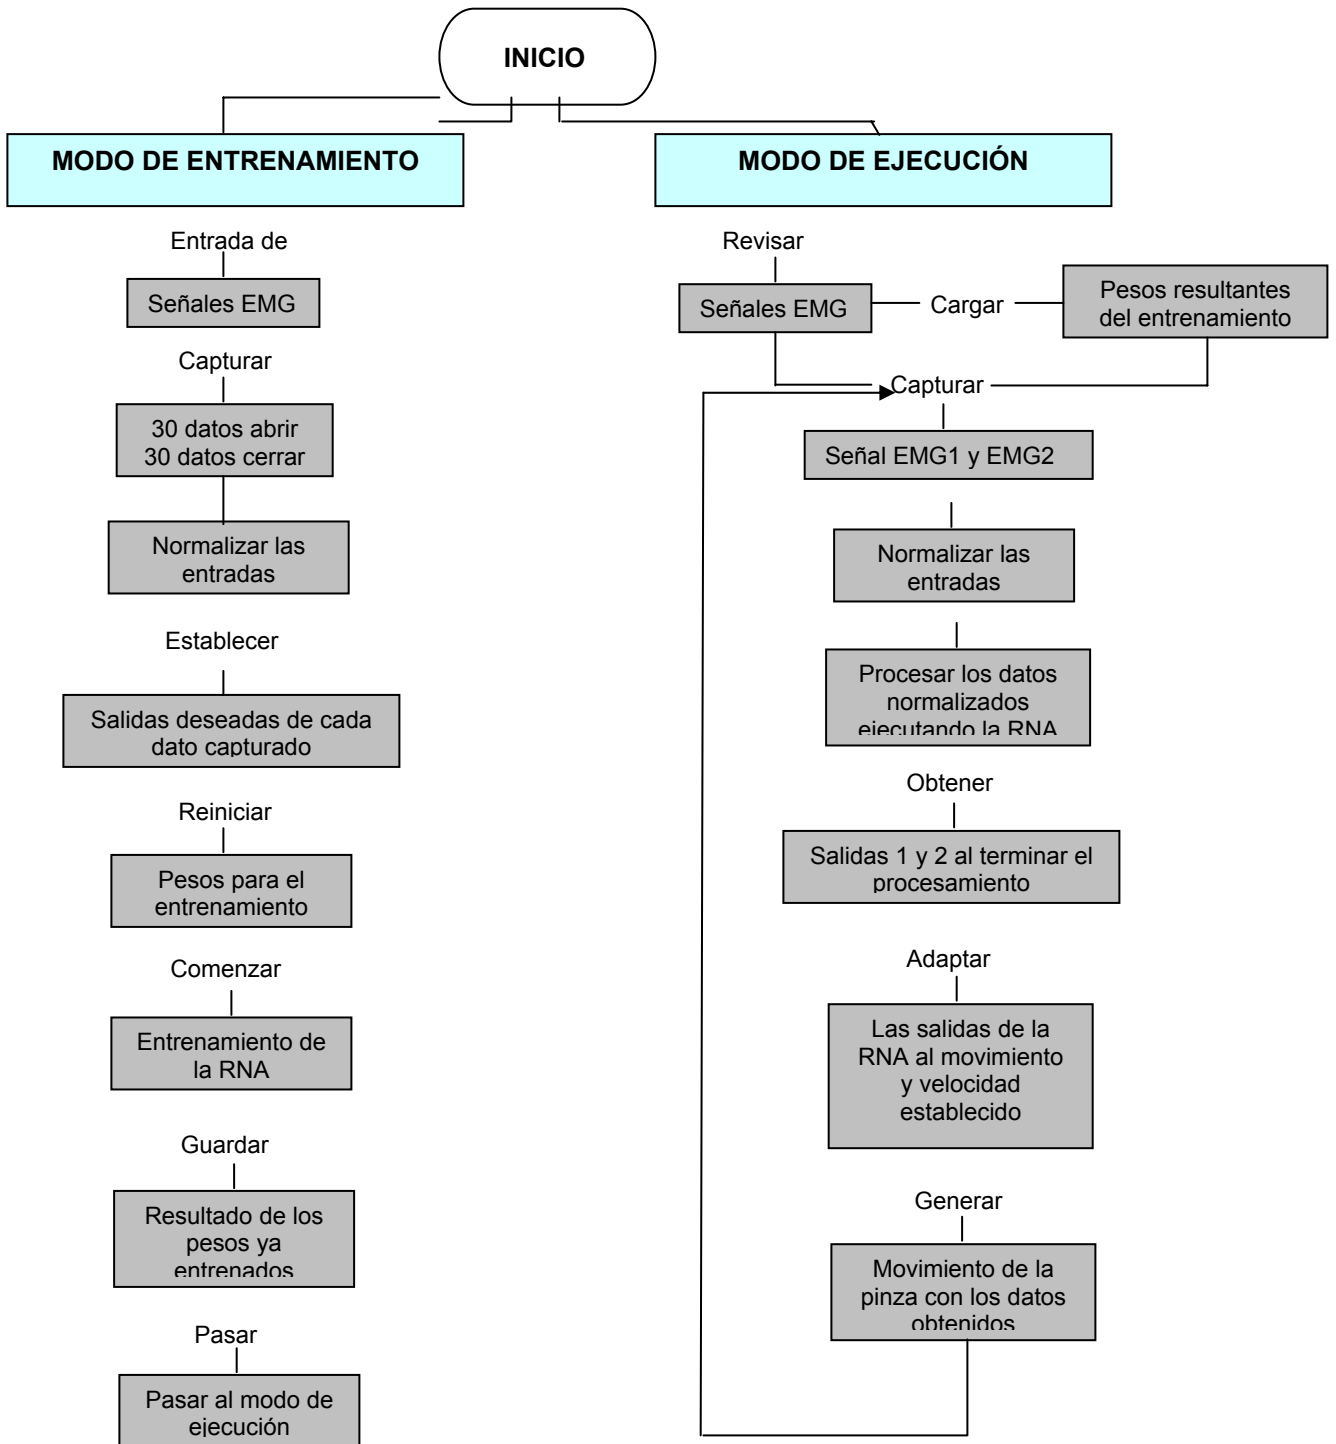 INICIO
MODO DE ENTRENAMIENTO
Entrada de
Señales EMG
Capturar
30 datos abrir
30 datos cerrar
Normalizar las
entradas
Establecer
Salidas deseadas de cada
dato capturado
Reiniciar
Pesos para el
entrenamiento
Comenzar
Entrenamiento de
la RNA
Guardar
Resultado de los
pesos ya
entrenados
Pasar
Pasar al modo de
ejecución
MODO DE EJECUCIÓN
Revisar
Señales EMG
Cargar
Pesos resultantes
del entrenamiento
Capturar
Señal EMG1 y EMG2
Normalizar las
entradas
Procesar los datos
normalizados
ejecutando la RNA
Obtener
Salidas 1 y 2 al terminar el
procesamiento
Adaptar
Las salidas de la
RNA al movimiento
y velocidad
establecido
Generar
Movimiento de la
pinza con los datos
obtenidos